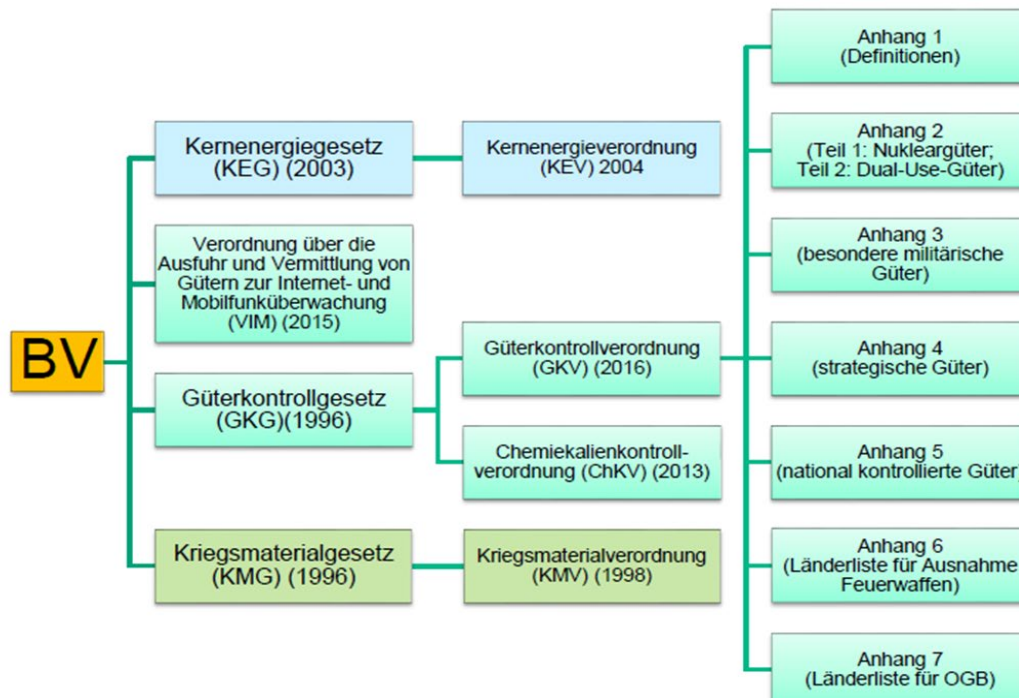 BV
Kernenergiegesetz
(KEG) (2003)
Verordnung über die
Ausfuhr und Vermittlung von
Gütern zur Internet- und
Mobilfunküberwachung
(VIM) (2015)
Güterkontrollgesetz
(GKG)(1996)
Kriegsmaterialgesetz
(KMG) (1996)
Kernenergieverordnung
(KEV) 2004
Güterkontrollverordnung
(GKV) (2016)
Chemiekalienkontroll-
verordnung (ChKV) (2013)
Kriegsmaterialverordnung
(KMV) (1998)
Anhang 1
(Definitionen)
Anhang 2
(Teil 1: Nukleargüter;
Teil 2: Dual-Use-Güter)
Anhang 3
(besondere militärische
Güter)
Anhang 4
(strategische Güter)
Anhang 5
(national kontrollierte Güter)
Anhang 6
(Länderliste für Ausnahme
Feuerwaffen)
Anhang 7
(Länderliste für OGB)